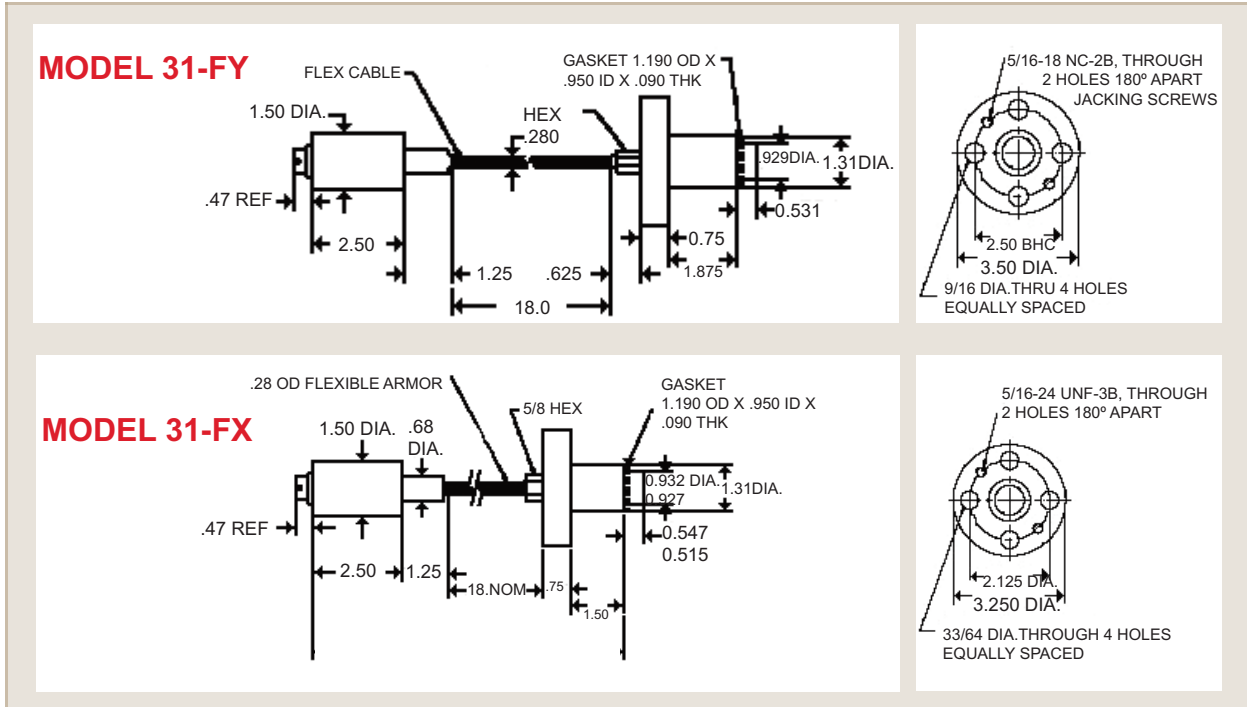 MODEL 31-FY
FLEX CABLE
GASKET 1.190 OD X
.950 ID X .090 THK
1.50 DIA.
HEX
.280
.929DIA.
1.31DIA.
.47 REF
0.531
2.50
0.75
1.25
.625
1.875
18.0
5/16-18 NC-2B, THROUGH
2 HOLES 180º APART
JACKING SCREWS
2.50 BHC
3.50 DIA.
9/16 DIA.THRU 4 HOLES
EQUALLY SPACED
MODEL 31-FX
.28 OD FLEXIBLE ARMOR
GASKET
1.190 OD X .950 ID X
.090 THK
5/8 HEX
1.50 DIA.
.68
DIA.
0.932 DIA.
0.927
1.31DIA.
.47 REF
0.547
0.515
2.50
1.25
18.NOM
.75
1.50
5/16-24 UNF-3B, THROUGH
2 HOLES 180º APART
2.125 DIA.
3.250 DIA.
33/64 DIA.THROUGH 4 HOLES
EQUALLY SPACED